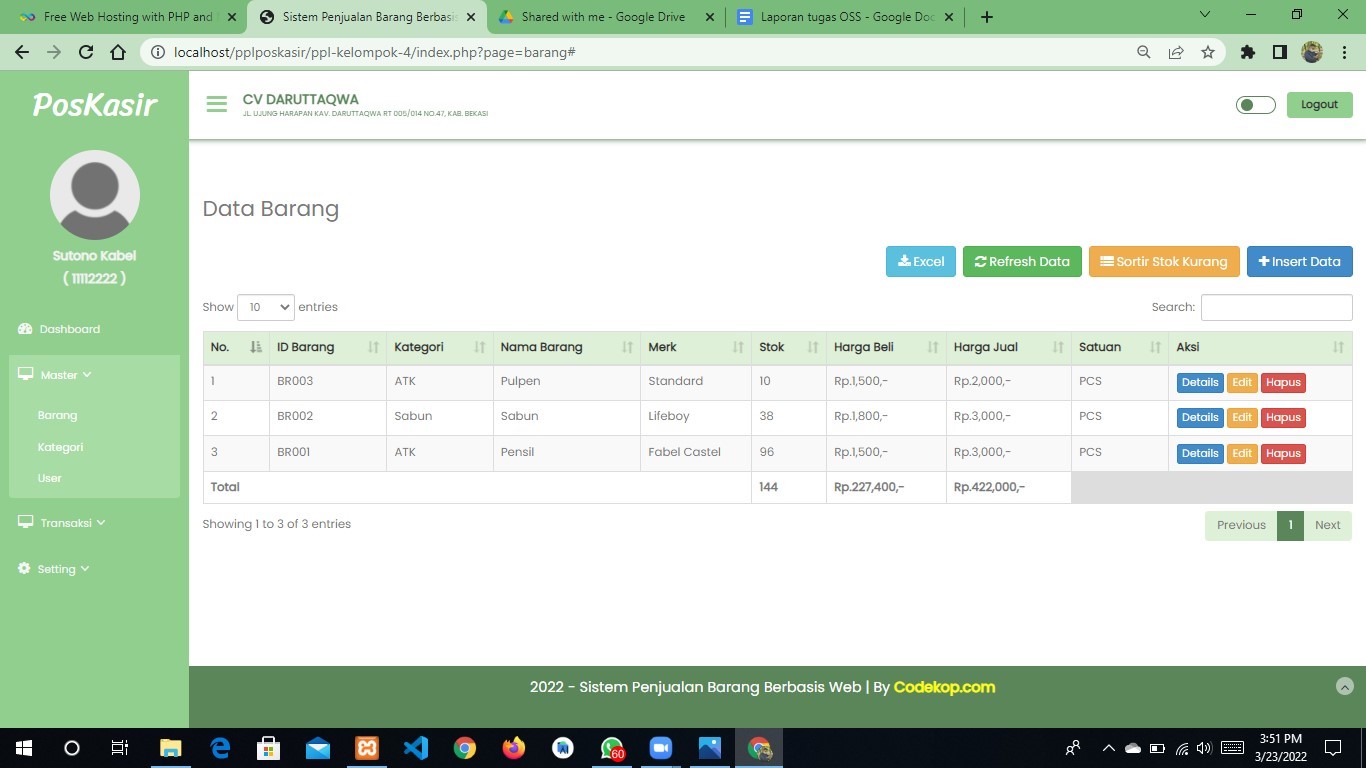 Free Web Hosting with PHP and
Sistem Penjualan Barang Berbasis
Shared with me - Google Drive
Laporan tugas OSS - Google Doc
localhost/pplposkasir/ppl-kelompok-4/index.php?page=barang#
PosKasir
CV DARUTTAQWA
JL. UJUNG HARAPAN KAV. DARUTTAQWA RT 005/014 NO.47, KAB. BEKASI
Logout
Sutono Kabel
( 11112222 )
Dashboard
Master
Barang
Kategori
User
Transaksi
Setting
Data Barang
Excel Refresh Data Sortir Stok Kurang Insert Data
Show 10 entries
Search:
No. ID Barang Kategori Nama Barang Merk Stok Harga Beli Harga Jual Satuan Aksi
1 BR003 ATK Pulpen Standard 10 Rp.1,500,- Rp.2,000,- PCS Details Edit Hapus
2 BR002 Sabun Sabun Lifeboy 38 Rp.1,800,- Rp.3,000,- PCS Details Edit Hapus
3 BR001 ATK Pensil Fabel Castel 96 Rp.1,500,- Rp.3,000,- PCS Details Edit Hapus
Total 144 Rp.227,400,- Rp.422,000,-
Showing 1 to 3 of 3 entries
Previous 1 Next
2022 - Sistem Penjualan Barang Berbasis Web | By Codekop.com
60
3:51 PM
3/23/2022